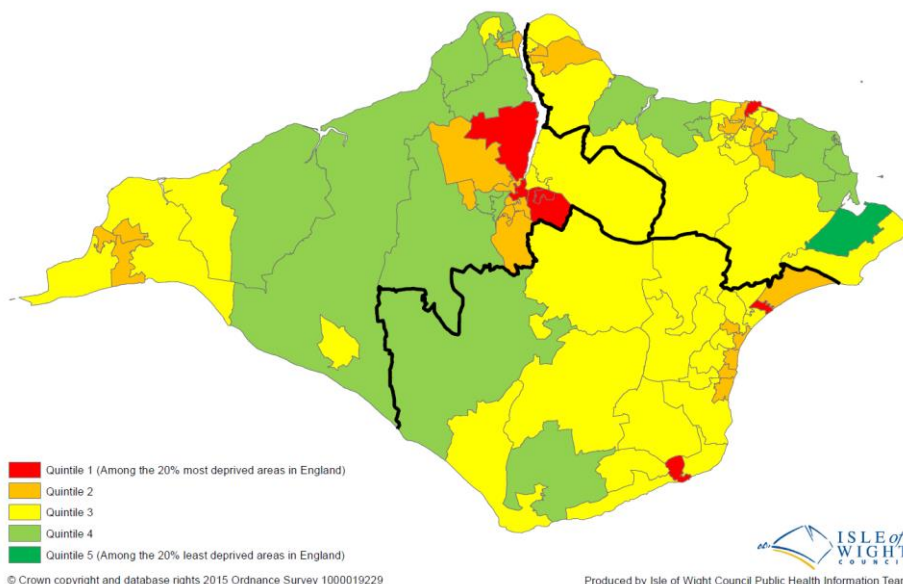 Quintile 1 (Among the 20% most deprived areas in England)
Quintile 2
Quintile 3
Quintile 4
Quintile 5 (Among the 20% least deprived areas in England)
ISLE of
WIGHT
COUNCIL
© Crown copyright and database rights 2015 Ordnance Survey 1000019229
Produced by Isle of Wight Council Public Health Information Team